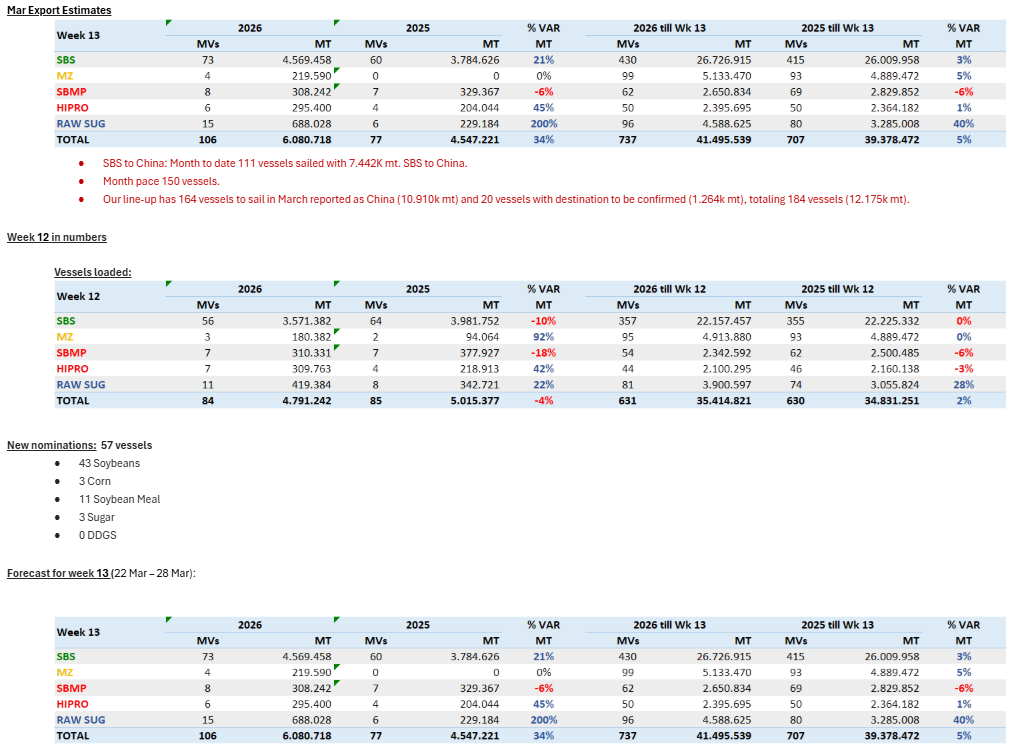 Mar Export Estimates
Week 13 2026 2025 % VAR 2026 till Wk 13 2025 till Wk 13 % VAR
MVs MT MVs MT MT MVs MT MVs MT MT
SBS 73 4.569.458 60 3.784.626 21% 430 26.726.915 415 26.009.958 3%
MZ 4 219.590 0 0 0% 99 5.133.470 93 4.889.472 5%
SBMP 8 308.242 7 329.367 -6% 62 2.650.834 69 2.829.852 -6%
HIPRO 6 295.400 4 204.044 45% 50 2.395.695 50 2.364.182 1%
RAW SUG 15 688.028 6 229.184 200% 96 4.588.625 80 3.285.008 40%
TOTAL 106 6.080.718 77 4.547.221 34% 737 41.495.539 707 39.378.472 5%
• SBS to China: Month to date 111 vessels sailed with 7.442K mt. SBS to China.
• Month pace 150 vessels.
• Our line-up has 164 vessels to sail in March reported as China (10.910k mt) and 20 vessels with destination to be confirmed (1.264k mt), totaling 184 vessels (12.175k mt).
Week 12 in numbers
Vessels loaded:
Week 12 2026 2025 % VAR 2026 till Wk 12 2025 till Wk 12 % VAR
MVs MT MVs MT MT MVs MT MVs MT MT
SBS 56 3.571.382 64 3.981.752 -10% 357 22.157.457 355 22.225.332 0%
MZ 3 180.382 2 94.064 92% 95 4.913.880 93 4.889.472 0%
SBMP 7 310.331 7 377.927 -18% 54 2.342.592 62 2.500.485 -6%
HIPRO 7 309.763 4 218.913 42% 44 2.100.295 46 2.160.138 -3%
RAW SUG 11 419.384 8 342.721 22% 81 3.900.597 74 3.055.824 28%
TOTAL 84 4.791.242 85 5.015.377 -4% 631 35.414.821 630 34.831.251 2%
New nominations: 57 vessels
• 43 Soybeans
• 3 Corn
• 11 Soybean Meal
• 3 Sugar
• 0 DDGS
Forecast for week 13 (22 Mar – 28 Mar):
Week 13 2026 2025 % VAR 2026 till Wk 13 2025 till Wk 13 % VAR
MVs MT MVs MT MT MVs MT MVs MT MT
SBS 73 4.569.458 60 3.784.626 21% 430 26.726.915 415 26.009.958 3%
MZ 4 219.590 0 0 0% 99 5.133.470 93 4.889.472 5%
SBMP 8 308.242 7 329.367 -6% 62 2.650.834 69 2.829.852 -6%
HIPRO 6 295.400 4 204.044 45% 50 2.395.695 50 2.364.182 1%
RAW SUG 15 688.028 6 229.184 200% 96 4.588.625 80 3.285.008 40%
TOTAL 106 6.080.718 77 4.547.221 34% 737 41.495.539 707 39.378.472 5%